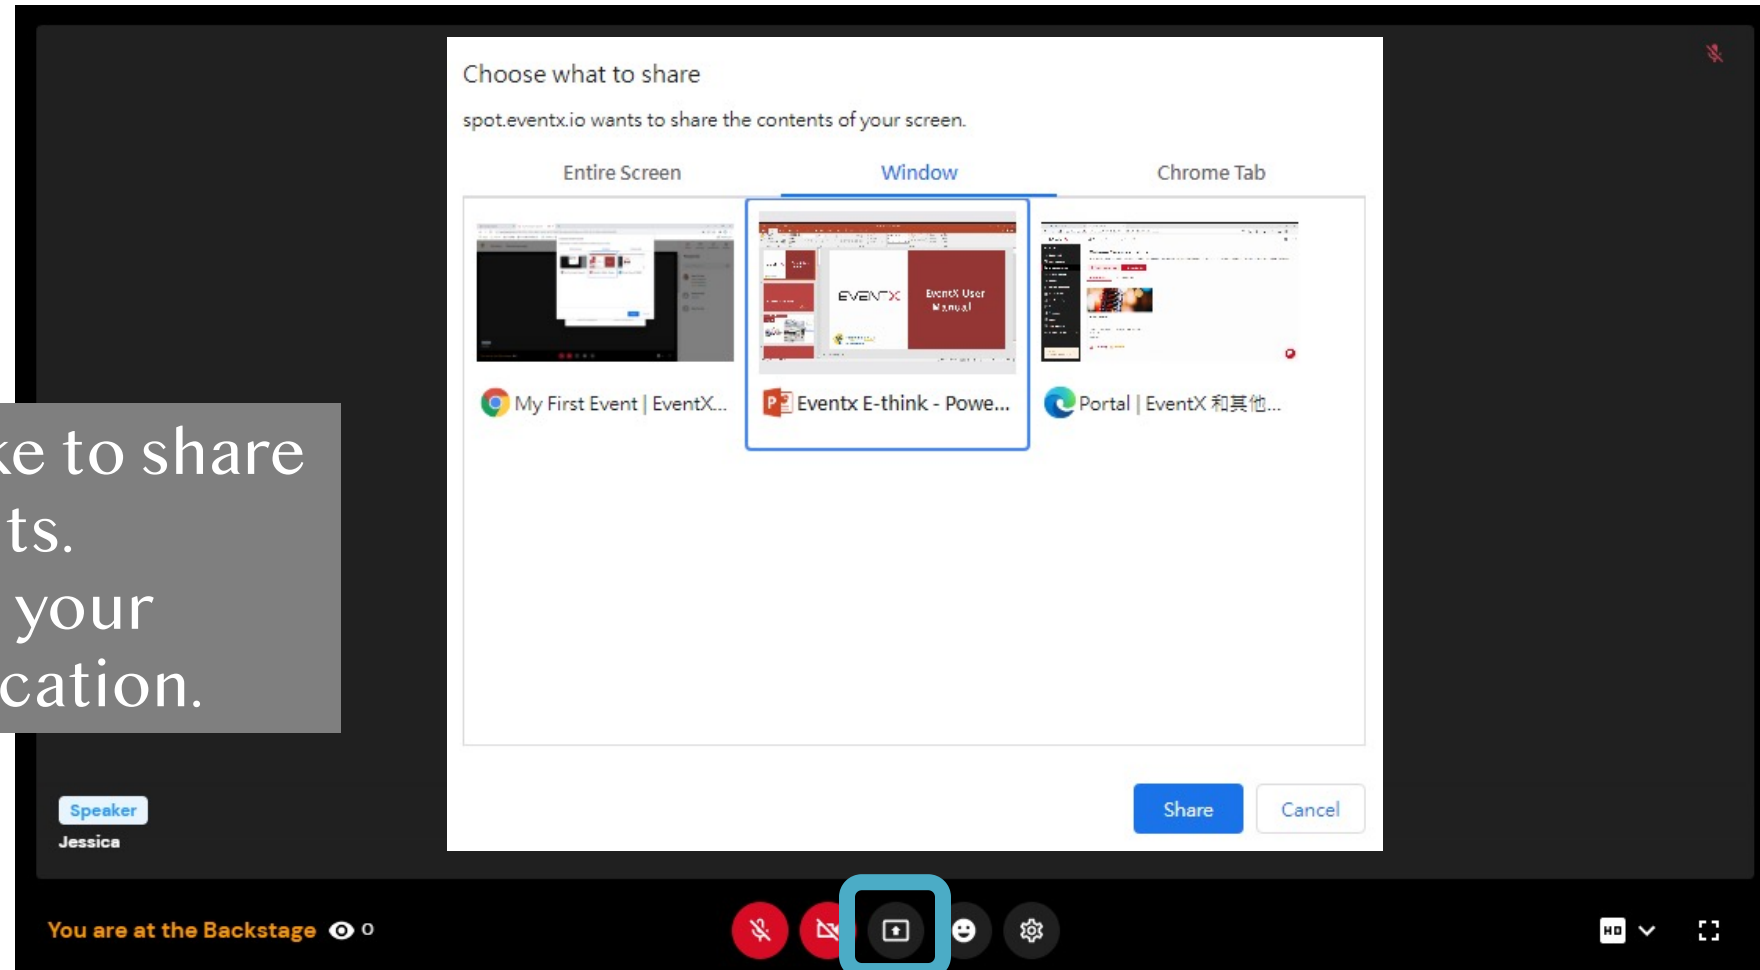 Choose what to share
spot.eventx.io wants to share the contents of your screen.
Entire Screen
Window
Chrome Tab
EVENTX
EventX User
Manual
My First Event | EventX...
Eventx E-think - Powe...
Portal | EventX 和其他...
ke to share
ts.
your
cation.
Share
Cancel
Speaker
Jessica
You are at the Backstage 0
HD